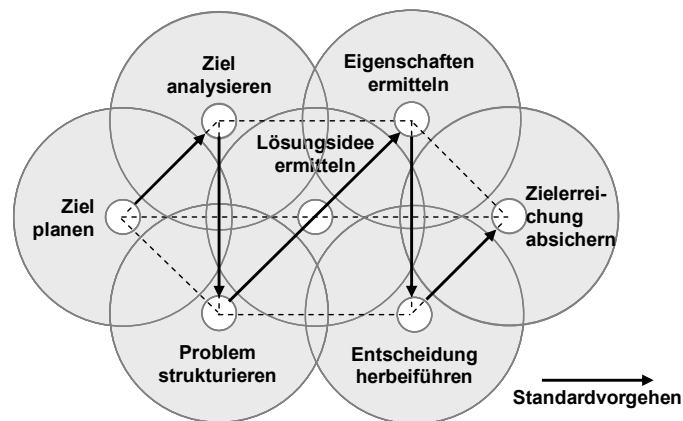 Ziel
analysieren
Eigenschaften
ermitteln
Lösungsidee
ermitteln
Ziel
planen
Zielerrei-
chung
absichern
Problem
strukturieren
Entscheidung
herbeiführen
Standardvorgehen